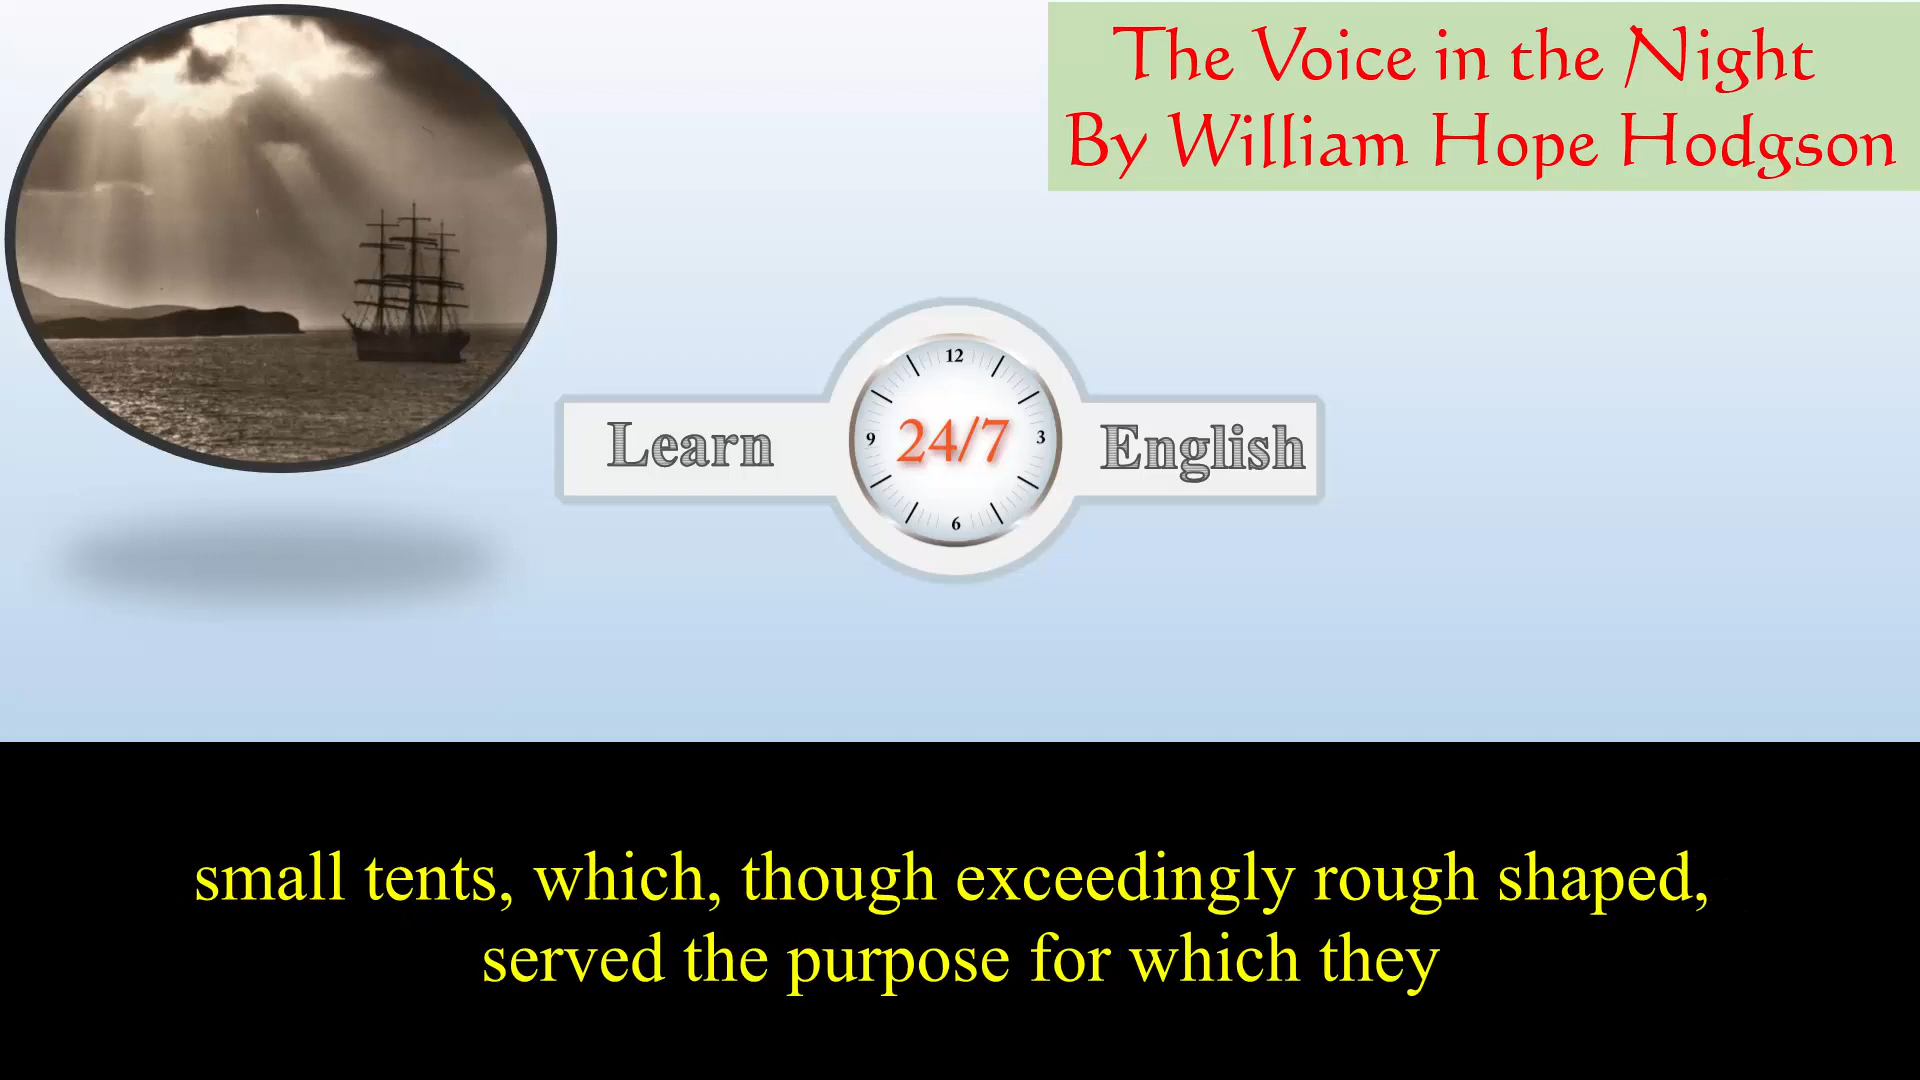 The Voice in the Night
By William Hope Hodgson
12
Learn
9
24/7
3
English
6
small tents, which, though exceedingly rough shaped,
served the purpose for which they